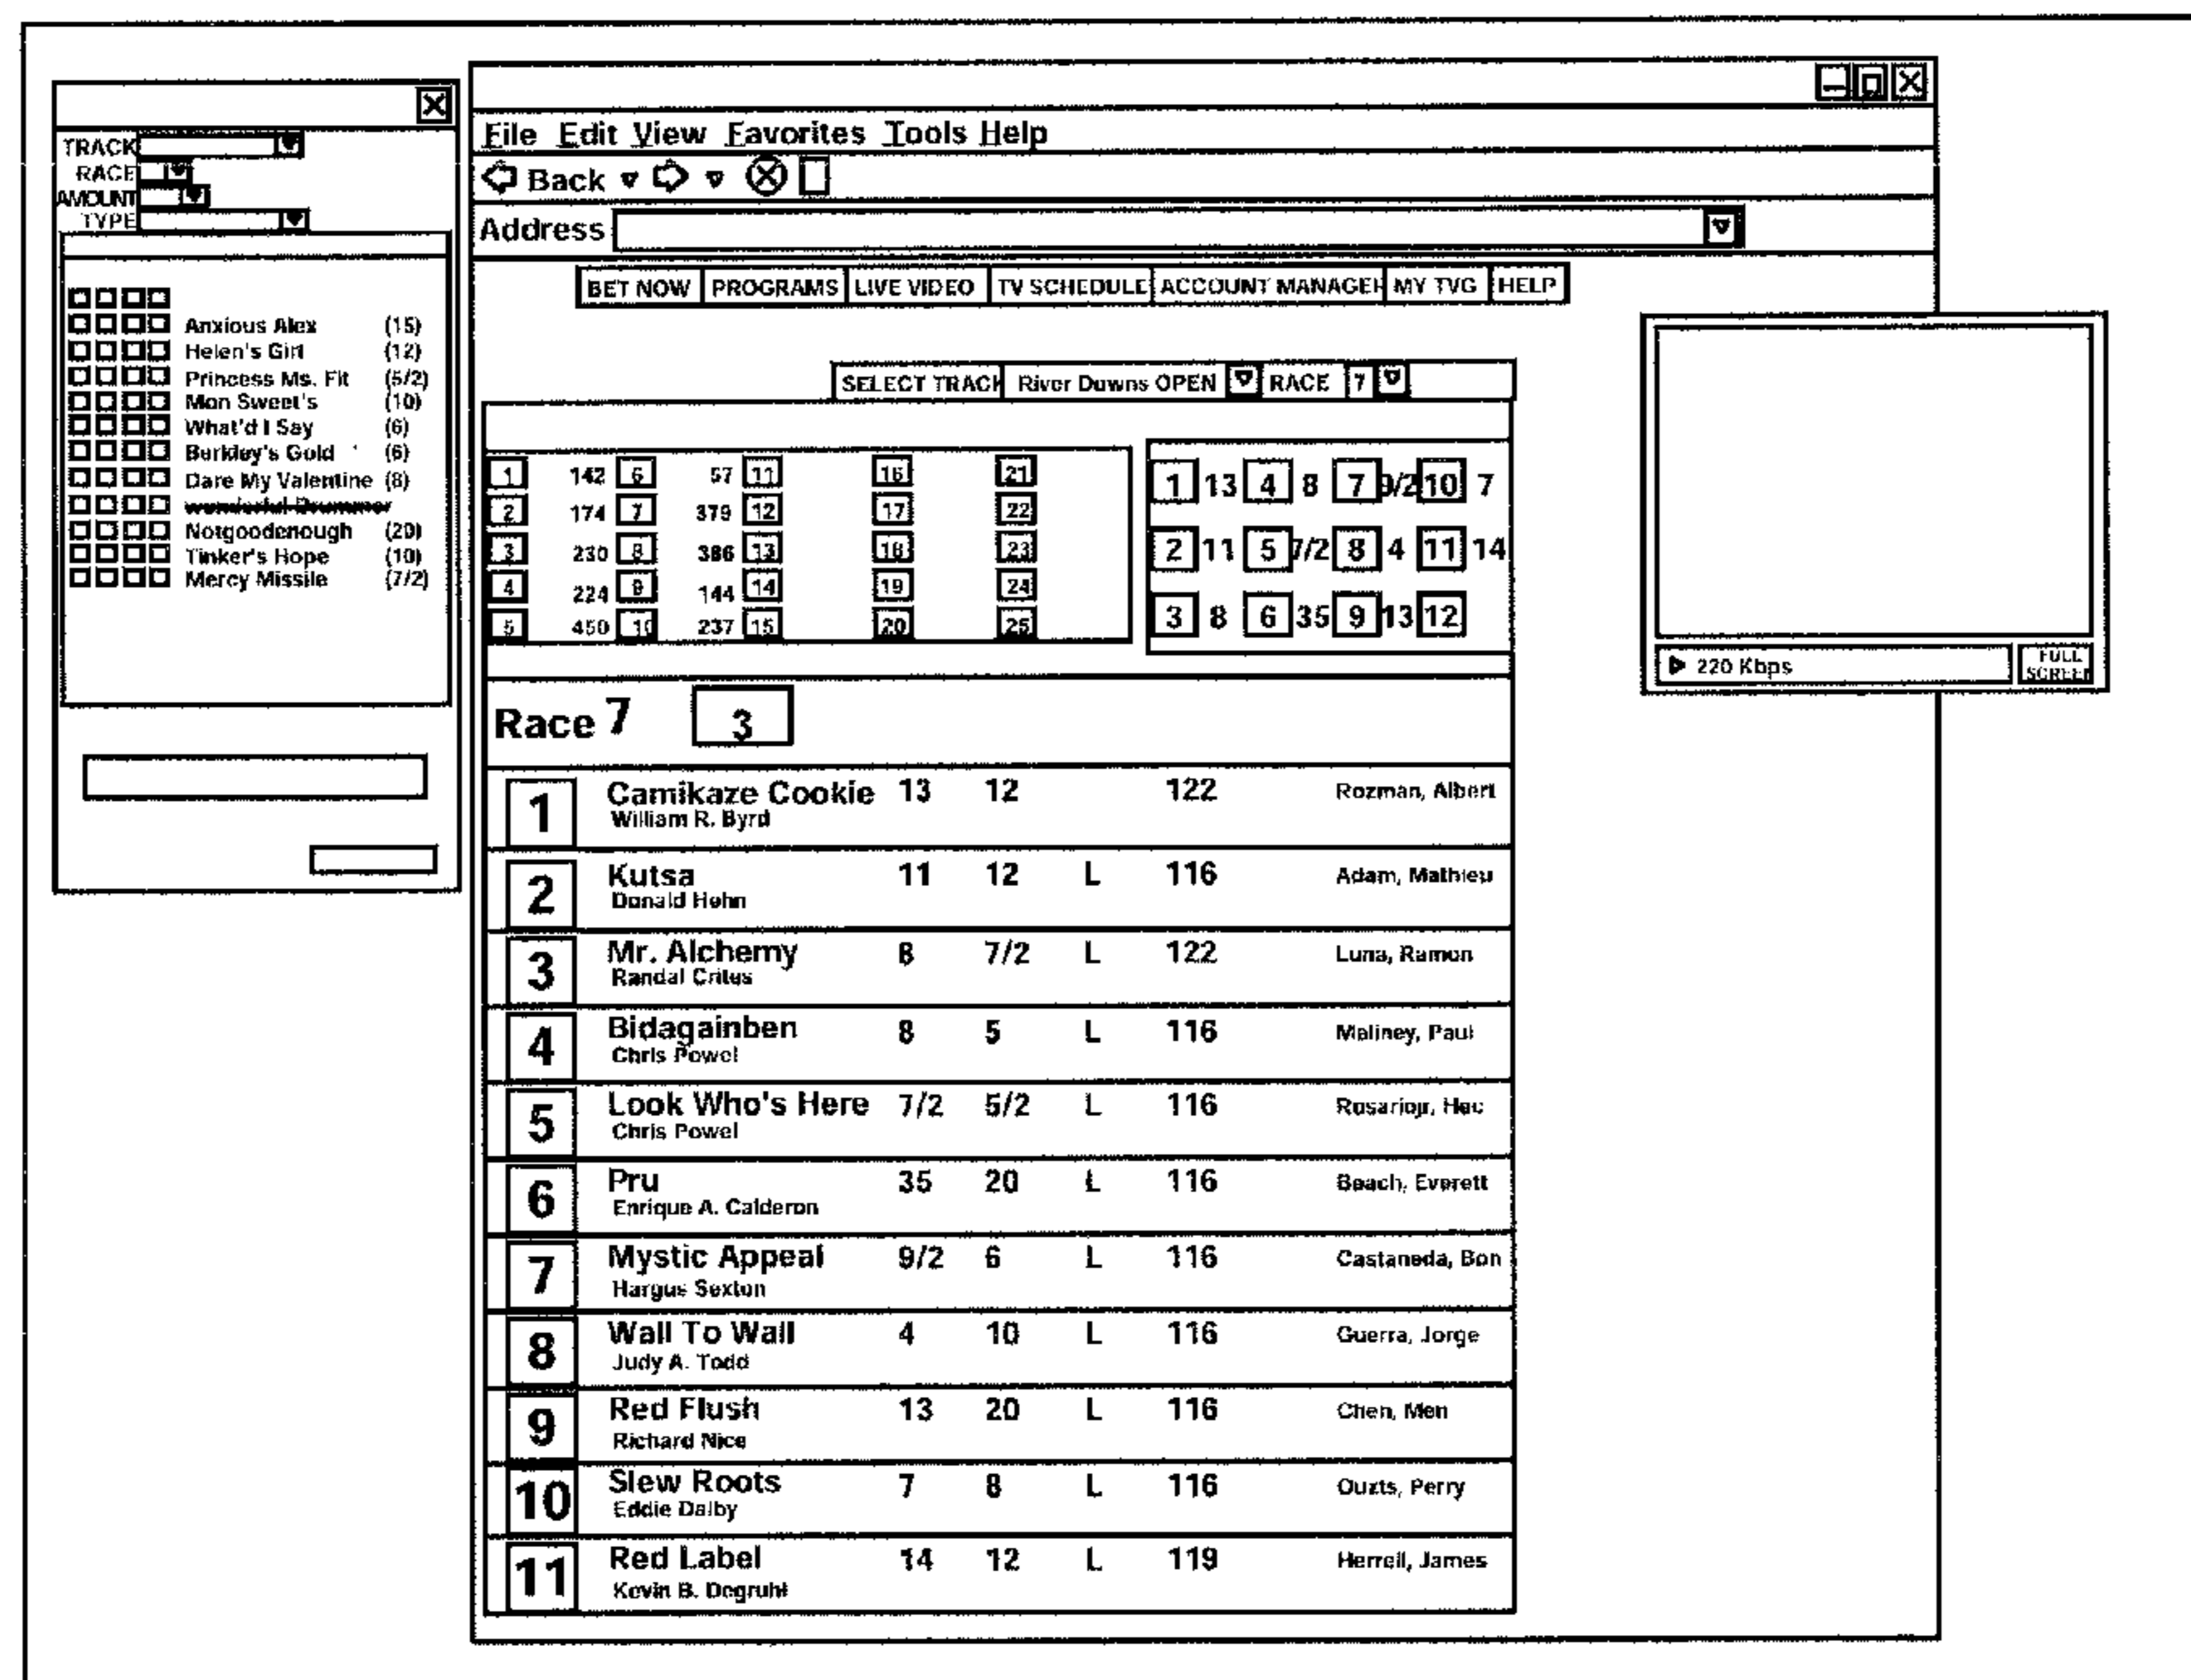 TRACK
RACE
AMOUNT
TYPE
Anxious Alex (15)
Helen's Girl (12)
Princess Ms. Fit (5/2)
Mon Sweet's (10)
What'd I Say (6)
Berkley's Gold (6)
Dare My Valentine (8)
wonderful Drummer
Notgoodenough (20)
Tinker's Hope (10)
Mercy Missile (7/2)
File Edit View Favorites Tools Help
Back
Address
BET NOW PROGRAMS LIVE VIDEO TV SCHEDULE ACCOUNT MANAGER MY TVG HELP
SELECT TRACK River Downs OPEN RACE 7
1 142 6 57 11 16 21
2 174 7 379 12 17 22
3 230 8 386 13 18 23
4 224 9 144 14 19 24
5 450 10 237 15 20 25
1 13 4 8 7 9/2 10 7
2 11 5 7/2 8 4 11 14
3 8 6 35 9 13 12
Race 7 3
1 Camikaze Cookie 13 12 122 Rozman, Albert
William R. Byrd
2 Kutsa 11 12 L 116 Adam, Mathieu
Donald Hehn
3 Mr. Alchemy 8 7/2 L 122 Luna, Ramon
Randal Crites
4 Bidagainben 8 5 L 116 Maliney, Paul
Chris Powel
5 Look Who's Here 7/2 5/2 L 116 Rosariojr, Hec
Chris Powel
6 Pru 35 20 L 116 Beach, Everett
Enrique A. Calderon
7 Mystic Appeal 9/2 6 L 116 Castaneda, Bon
Hargus Sexton
8 Wall To Wall 4 10 L 116 Guerra, Jorge
Judy A. Todd
9 Red Flush 13 20 L 116 Chen, Men
Richard Nice
10 Slew Roots 7 8 L 116 Ouzts, Perry
Eddie Dalby
11 Red Label 14 12 L 119 Herrell, James
Kevin B. Degruhl
220 Kbps
FULL
SCREEN